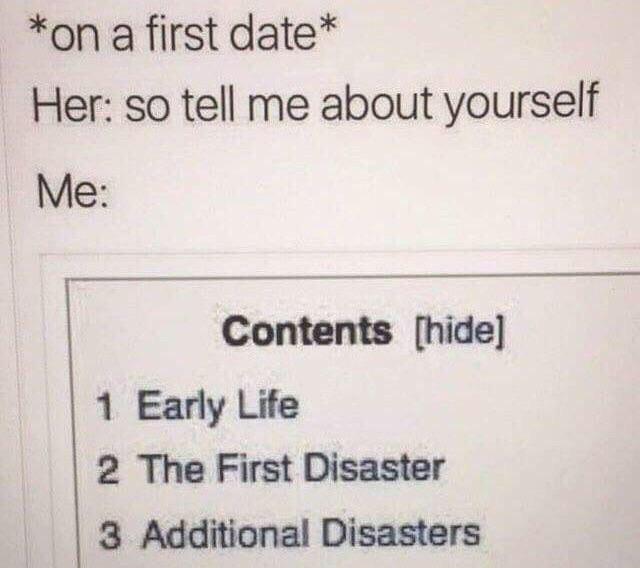 *on a first date*
Her: so tell me about yourself
Me:
Contents [hide]
1 Early Life
2 The First Disaster
3 Additional Disasters